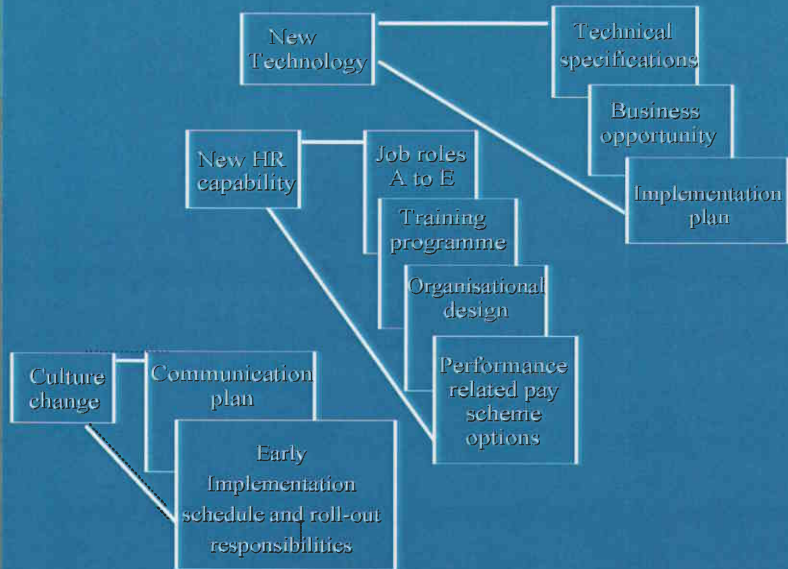 New
Technology
Technical
specifications
Business
opportunity
Implementation
plan
New HR
capability
Job roles
A to E
Training
programme
Organisational
design
Performance
related pay
scheme
options
Culture
change
Communication
plan
Early
Implementation
schedule and roll-out
responsibilities